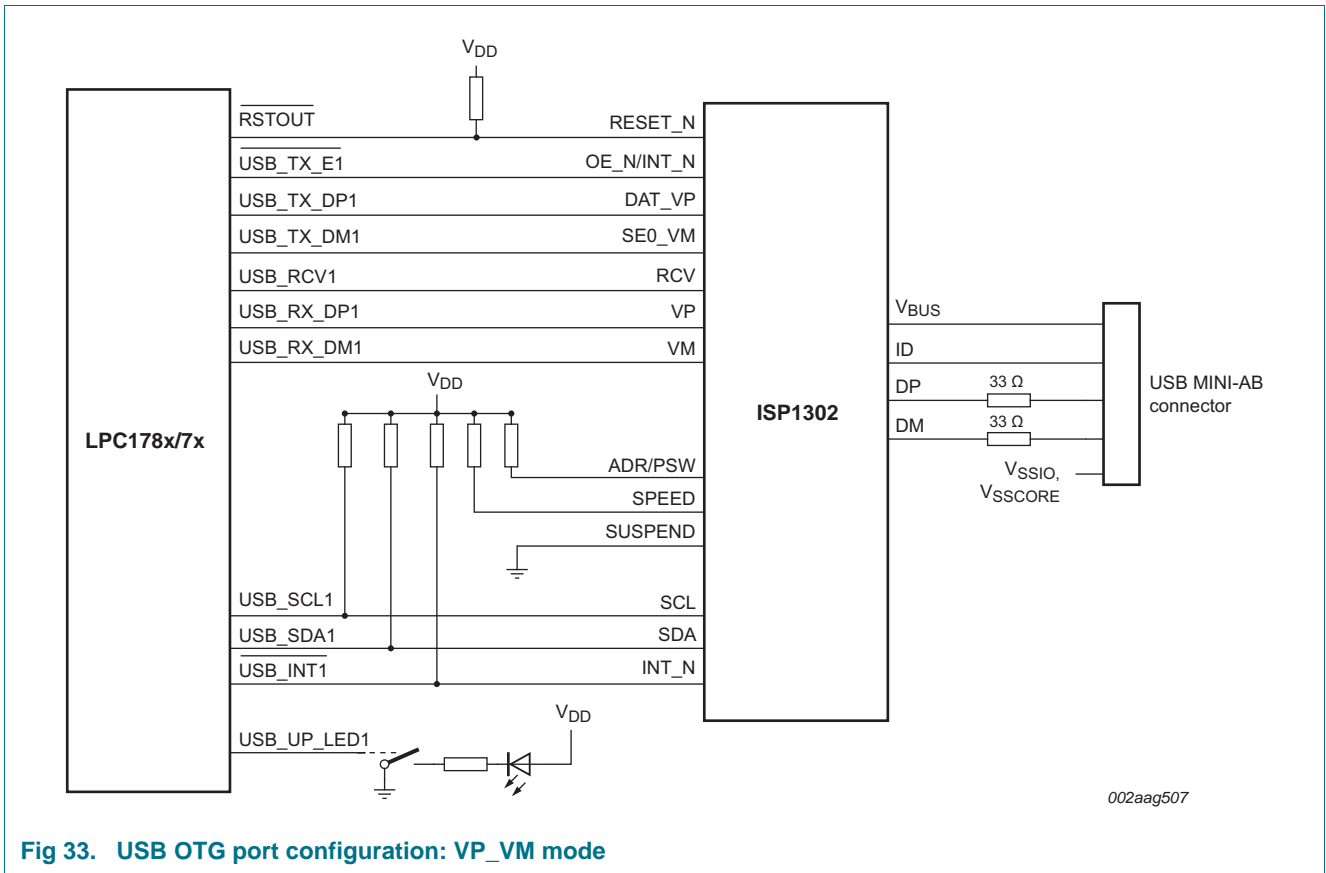 VDD
RSTOUT
RESET_N
USB_TX_E1
OE_N/INT_N
USB_TX_DP1
DAT_VP
USB_TX_DM1
SE0_VM
USB_RCV1
RCV
USB_RX_DP1
VP
USB_RX_DM1
VM
VBUS
ID
DP
33 Ω
DM
33 Ω
VSSIO,
VSSCORE
USB MINI-AB
connector
LPC178x/7x
ISP1302
VDD
ADR/PSW
SPEED
SUSPEND
USB_SCL1
SCL
USB_SDA1
SDA
USB_INT1
INT_N
USB_UP_LED1
VDD
002aag507
Fig 33. USB OTG port configuration: VP_VM mode